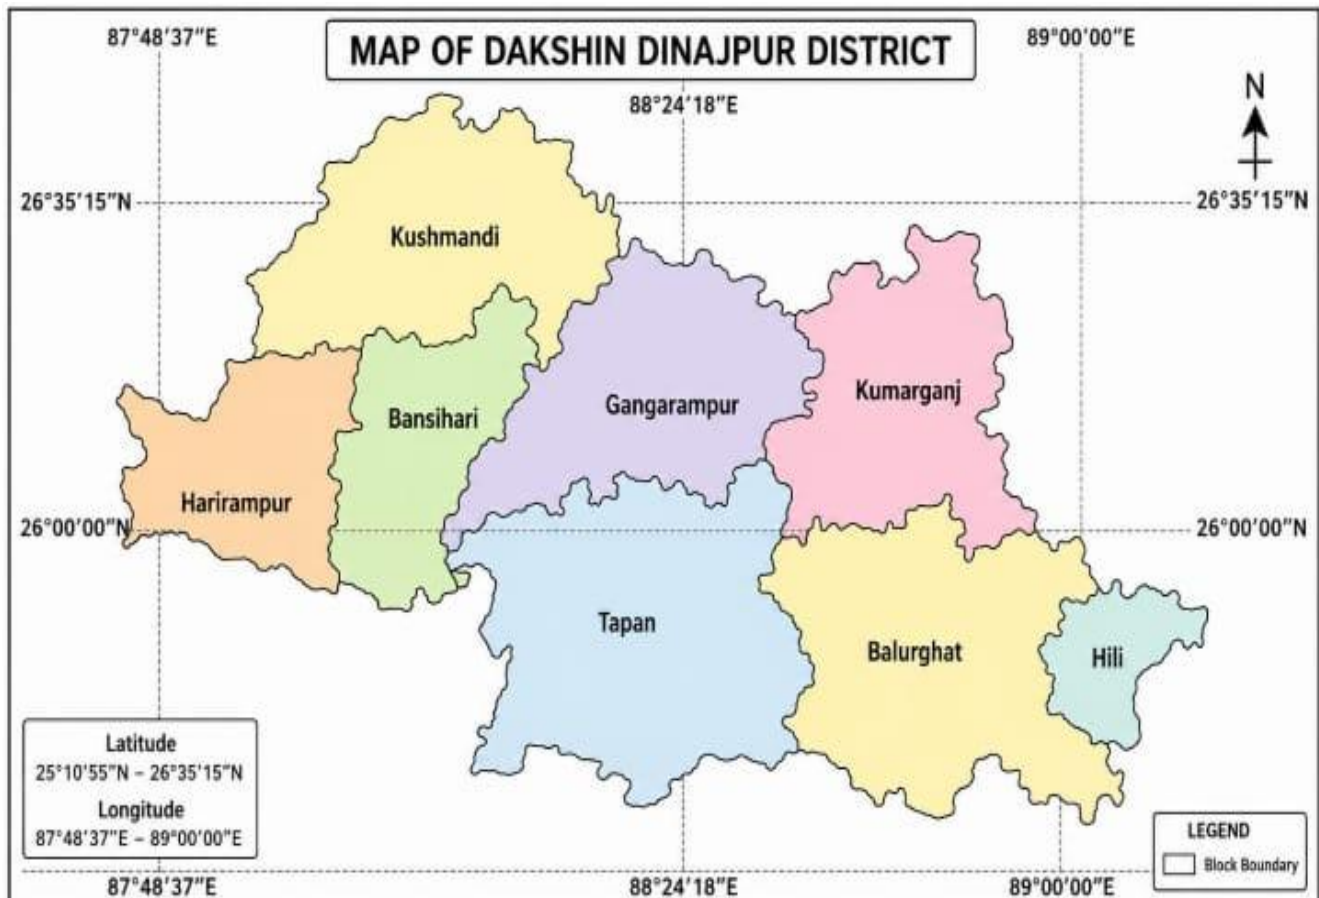 87°48'37"E
MAP OF DAKSHIN DINAJPUR DISTRICT
89°00'00"E
88°24'18"E
N
26°35'15"N
26°35'15"N
Kushmandi
Kumarganj
Gangarampur
Bansihari
Harirampur
26°00'00"N
26°00'00"N
Tapan
Balurghat
Hili
Latitude
25°10'55"N – 26°35'15"N
Longitude
87°48'37"E – 89°00'00"E
LEGEND
Block Boundary
87°48'37"E
88°24'18"E
89°00'00"E